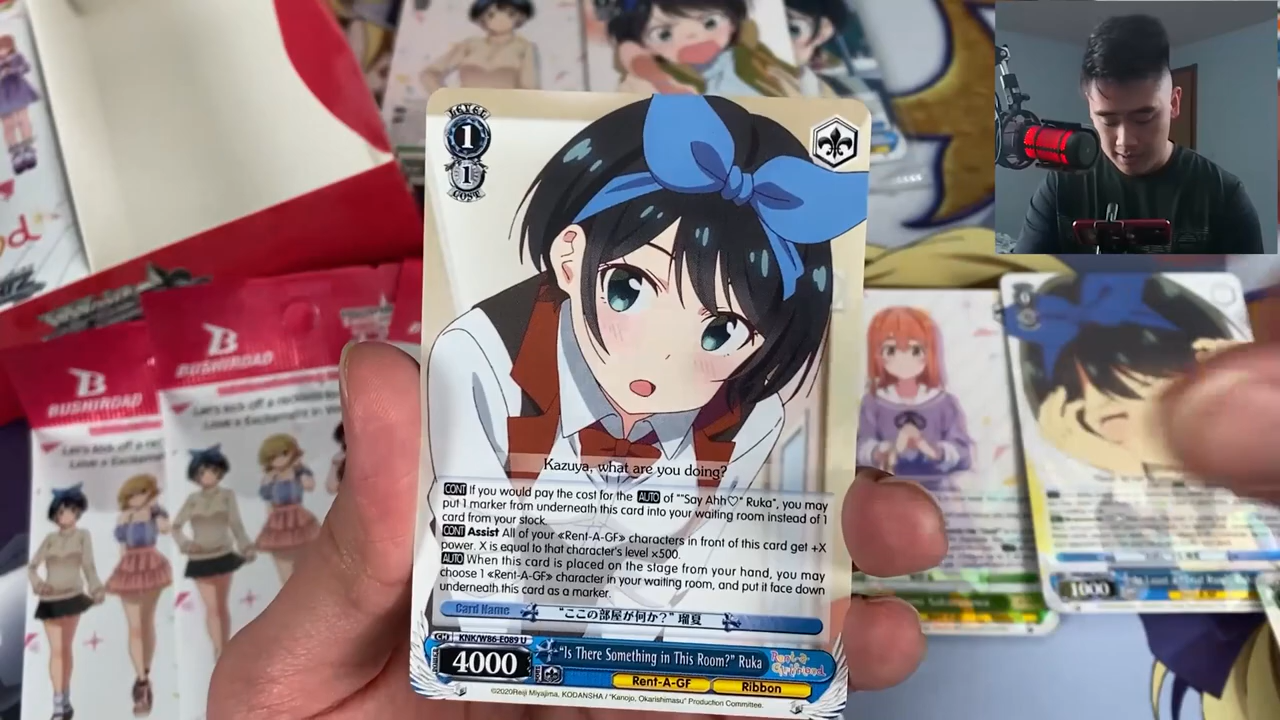 LEVEL
1
1
COST
Kazuya, what are you doing?
CONT If you would pay the cost for the AUTO of ""Say Ahh♡" Ruka", you may
put 1 marker from underneath this card into your waiting room instead of 1
card from your stock.
CONT Assist All of your «Rent-A-GF» characters in front of this card get +X
power. X is equal to that character's level ×500.
AUTO When this card is placed on the stage from your hand, you may
choose 1 «Rent-A-GF» character in your waiting room, and put it face down
underneath this card as a marker.
Card Name "ここの部屋が何か?" 瑠夏
CH KNK/W86-E089 U
4000 "Is There Something in This Room?" Ruka Rent-a-Girlfriend
Rent-A-GF Ribbon
©2020Reiji Miyajima, KODANSHA / "Kanojo, Okarishimasu" Production Committee.
BUSHIROAD
BUSHIROAD
0
1000